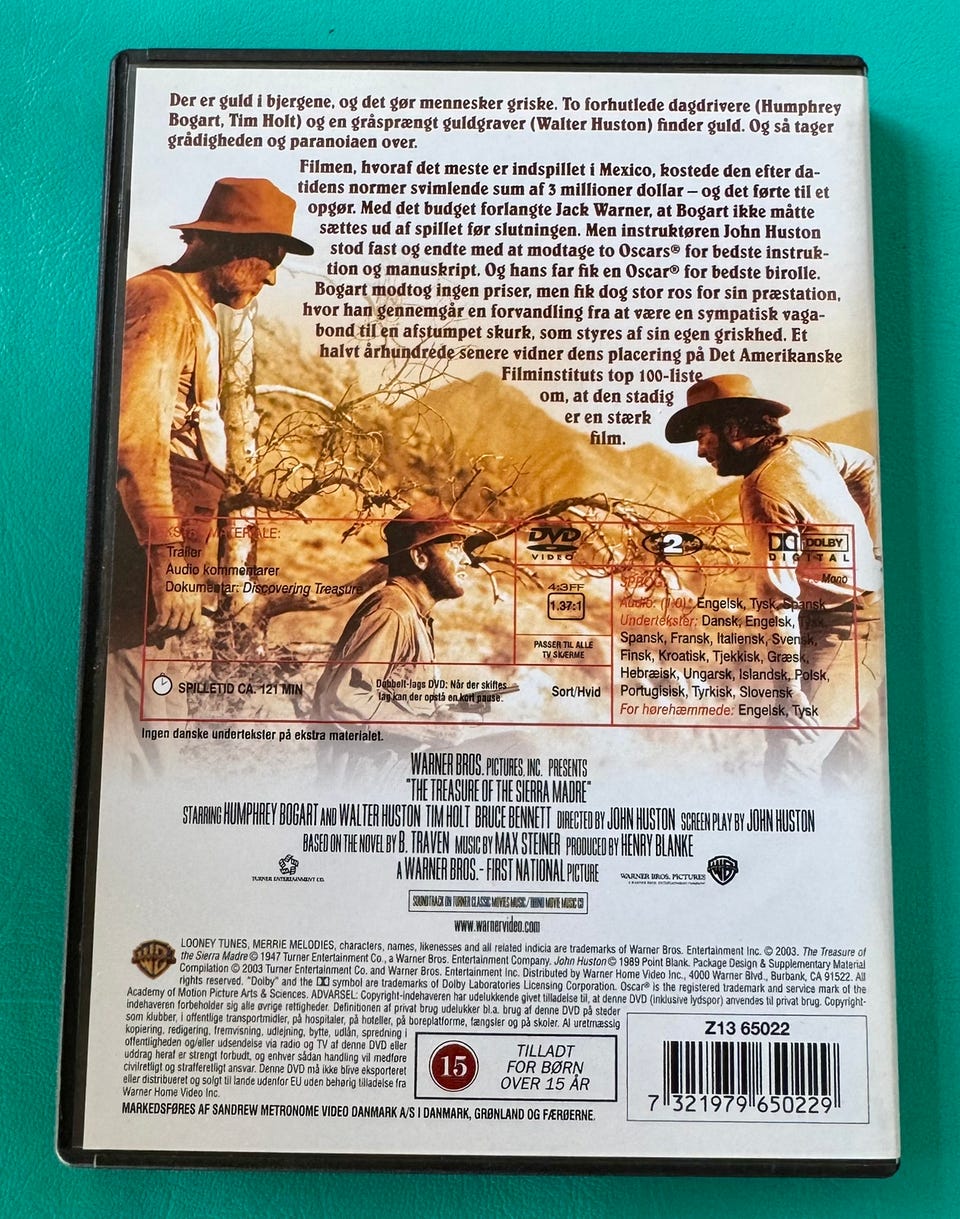 Der er guld i bjergene, og det gør mennesker griske. To forhutlede dagdrivere (Humphrey
Bogart, Tim Holt) og en gråsprængt guldgraver (Walter Huston) finder guld. Og så tager
grådigheden og paranoiaen over.
Filmen, hvoraf det meste er indspillet i Mexico, kostede den efter da-
tidens normer svimlende sum af 3 millioner dollar – og det førte til et
opgør. Med det budget forlangte Jack Warner, at Bogart ikke måtte
sættes ud af spillet før slutningen. Men instruktøren John Huston
stod fast og endte med at modtage to Oscars® for bedste instruk-
tion og manuskript. Og hans far fik en Oscar® for bedste birolle.
Bogart modtog ingen priser, men fik dog stor ros for sin præstation,
hvor han gennemgår en forvandling fra at være en sympatisk vaga-
bond til en afstumpet skurk, som styres af sin egen griskhed. Et
halvt århundrede senere vidner dens placering på Det Amerikanske
Filminstituts top 100-liste
om, at den stadig
er en stærk
film.
MATERIALE:
Trailer
Audio kommentarer
Dokumentar: Discovering Treasure
DVD
VIDEO
2
DOLBY
DIGITAL
4:3FF
1.37:1
PASSER TIL ALLE
TV SKÆRME
Mono
SPROG
Audio: (1.0): Engelsk, Tysk, Spansk
Undertekster: Dansk, Engelsk, Tysk,
Spansk, Fransk, Italiensk, Svensk,
Finsk, Kroatisk, Tjekkisk, Græsk,
Hebræisk, Ungarsk, Islandsk, Polsk,
Portugisisk, Tyrkisk, Slovensk
For hørehæmmede: Engelsk, Tysk
SPILLETID CA. 121 MIN
Dobbelt-lags DVD: Når der skiftes
lag kan der opstå en kort pause.
Sort/Hvid
Ingen danske undertekster på ekstra materialet.
WARNER BROS. PICTURES, INC. PRESENTS
"THE TREASURE OF THE SIERRA MADRE"
STARRING HUMPHREY BOGART AND WALTER HUSTON TIM HOLT BRUCE BENNETT DIRECTED BY JOHN HUSTON SCREEN PLAY BY JOHN HUSTON
BASED ON THE NOVEL BY B. TRAVEN MUSIC BY MAX STEINER PRODUCED BY HENRY BLANKE
A WARNER BROS.- FIRST NATIONAL PICTURE
TURNER ENTERTAINMENT CO.
WARNER BROS. PICTURES
SOUNDTRACK ON TURNER CLASSIC MOVIES MUSIC/RHINO MOVIE MUSIC CD
www.warnervideo.com
LOONEY TUNES, MERRIE MELODIES, characters, names, likenesses and all related indicia are trademarks of Warner Bros. Entertainment Inc. © 2003. The Treasure of
the Sierra Madre © 1947 Turner Entertainment Co., a Warner Bros. Entertainment Company. John Huston © 1989 Point Blank. Package Design & Supplementary Material
Compilation © 2003 Turner Entertainment Co. and Warner Bros. Entertainment Inc. Distributed by Warner Home Video Inc., 4000 Warner Blvd., Burbank, CA 91522. All
rights reserved. "Dolby" and the symbol are trademarks of Dolby Laboratories Licensing Corporation. Oscar® is the registered trademark and service mark of the
Academy of Motion Picture Arts & Sciences. ADVARSEL: Copyright-indehaveren har udelukkende givet tilladelse til, at denne DVD (inklusive lydspor) anvendes til privat brug. Copyright-
indehaveren forbeholder sig alle øvrige rettigheder. Definitionen af privat brug udelukker bl.a. brug af denne DVD på steder
som klubber, i offentlige transportmidler, på hospitaler, på hoteller, på boreplatforme, fængsler og på skoler. Al uretmæssig
kopiering, redigering, fremvisning, udlejning, bytte, udlån, spredning i
offentligheden og/eller udsendelse via radio og TV af denne DVD eller
uddrag heraf er strengt forbudt, og enhver sådan handling vil medføre
civilretligt og strafferetligt ansvar. Denne DVD må ikke blive eksporteret
eller distribueret og solgt til lande udenfor EU uden behørig tilladelse fra
Warner Home Video Inc.
15
TILLADT
FOR BØRN
OVER 15 ÅR
Z13 65022
7 321979 650229
MARKEDSFØRES AF SANDREW METRONOME VIDEO DANMARK A/S I DANMARK, GRØNLAND OG FÆRØERNE.